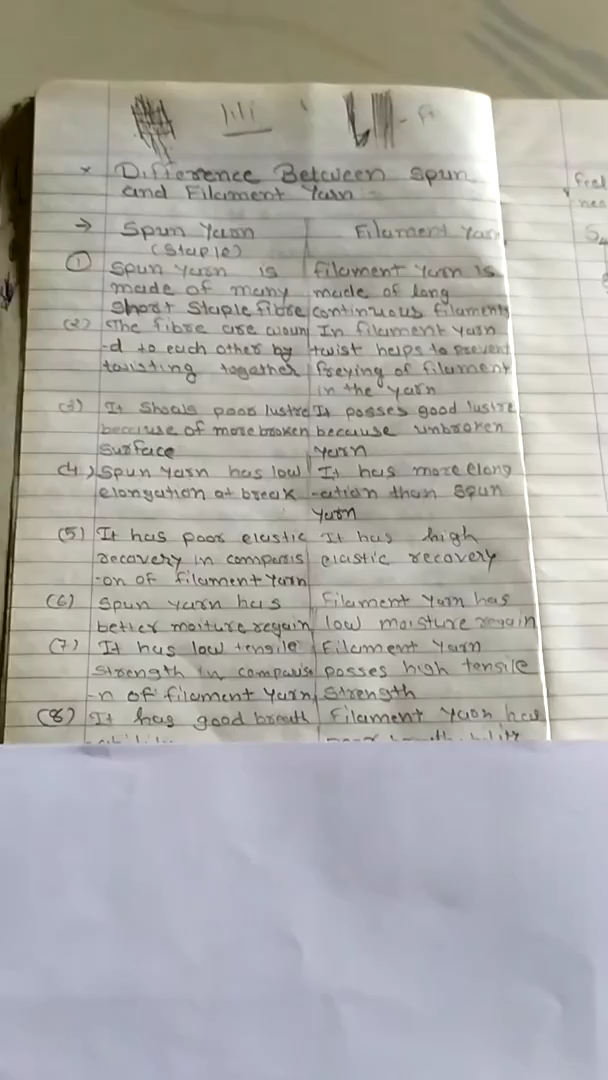 * Difference Between Spun
and Filament Yarn
→ Spun Yarn | Filament Yarn
(Staple)
① Spun yarn is | filament yarn is
made of many | made of long
short staple fibre | continuous filaments
(2) The fibre are woun | In filament yarn
-d to each other by | twist helps to prevent
twisting together | freying of filament
in the yarn
(3) It shoals poor lustre | It posses good lustre
because of more broken | because unbroken
surface | yarn
(4) Spun yarn has low | It has more elong
elongation at break | -ation than spun
yarn
(5) It has poor elastic | It has high
recovery in comparis | elastic recovery
-on of filament yarn
(6) Spun yarn has | Filament yarn has
better moiture regain | low moisture regain
(7) It has low tensile | Filament yarn
strength in compariso | posses high tensile
-n of filament yarn | strength
(8) It has good breath | Filament yarn has